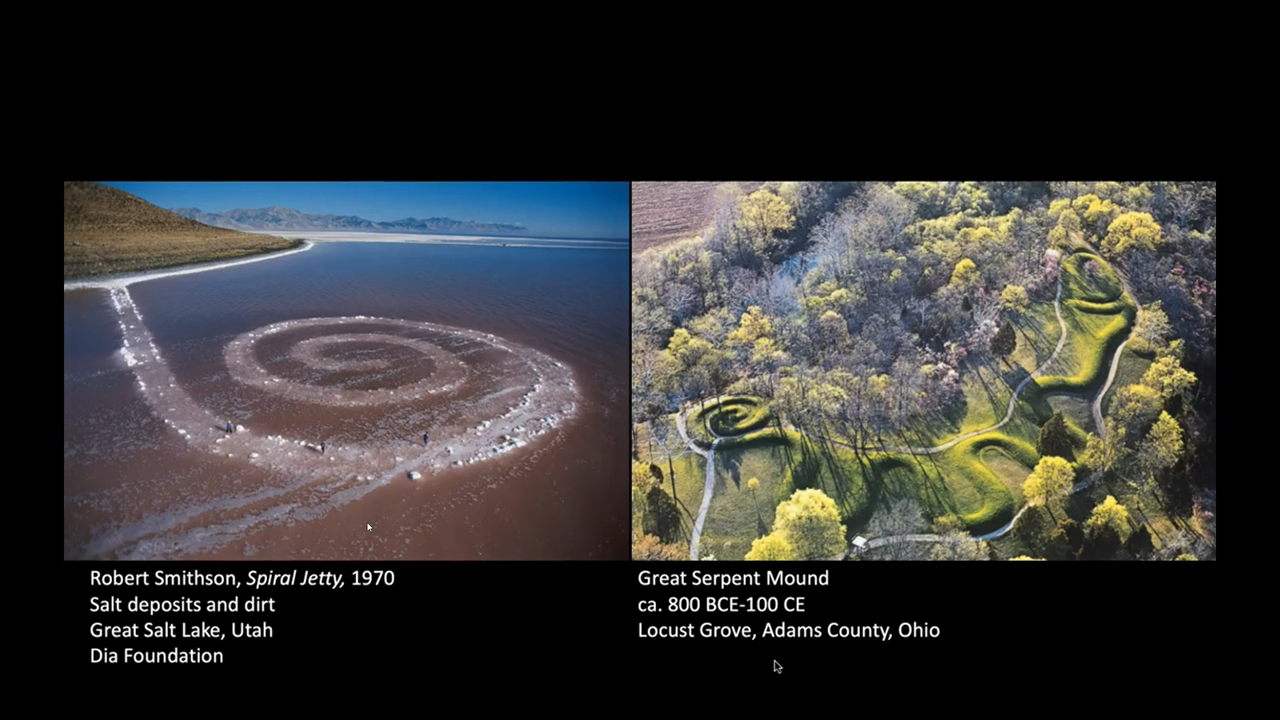 Robert Smithson, Spiral Jetty, 1970
Salt deposits and dirt
Great Salt Lake, Utah
Dia Foundation
Great Serpent Mound
ca. 800 BCE-100 CE
Locust Grove, Adams County, Ohio